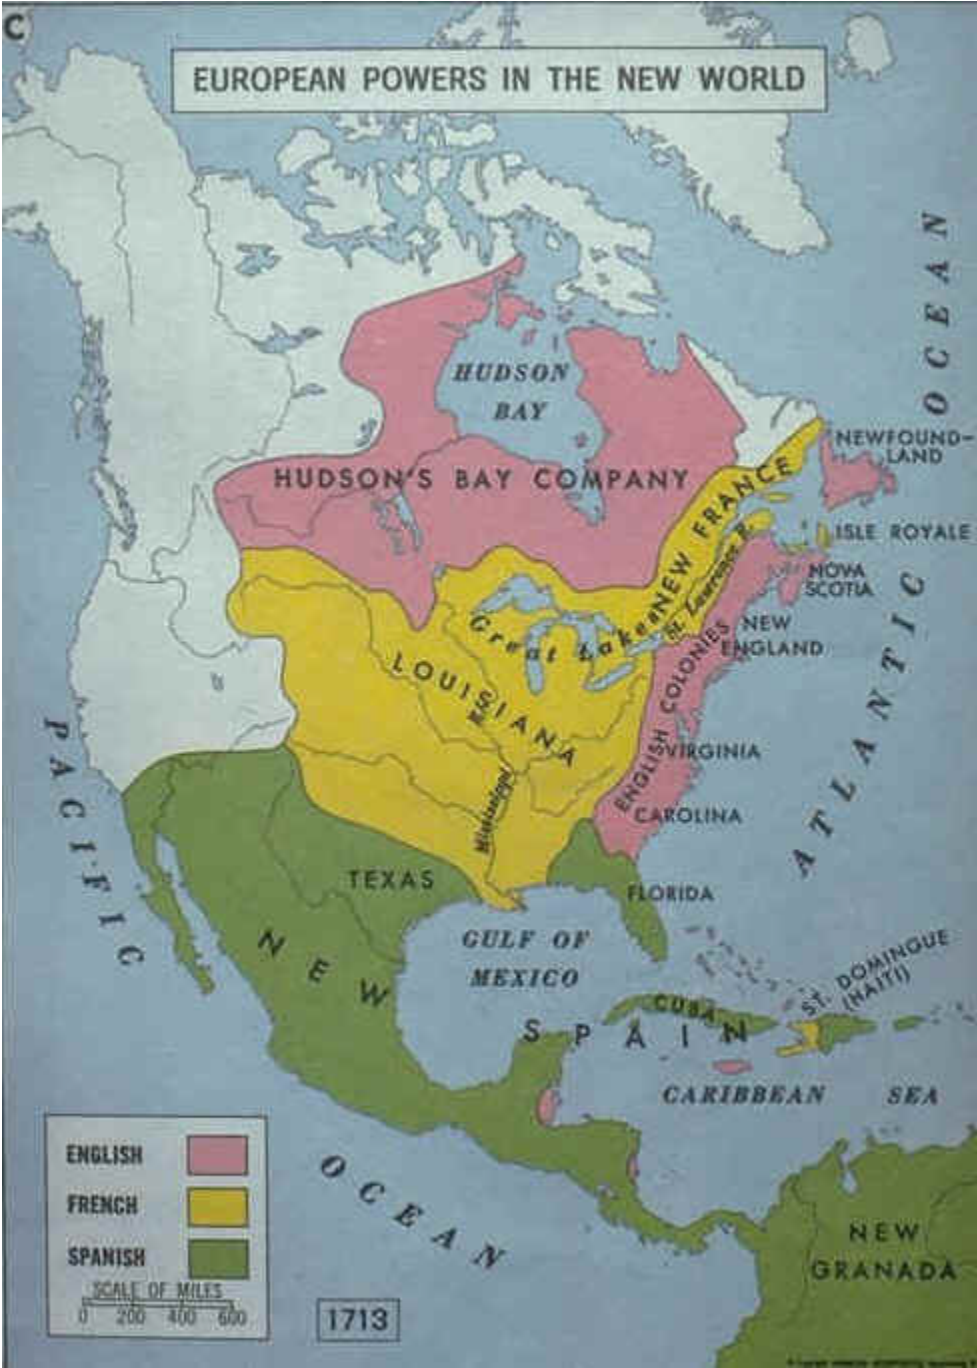 C
EUROPEAN POWERS IN THE NEW WORLD
HUDSON
BAY
NEWFOUND-
LAND
HUDSON'S BAY COMPANY
NEW FRANCE
St. Lawrence R.
ISLE ROYALE
NOVA
SCOTIA
NEW
ENGLAND
Great Lakes
LOUISIANA
ENGLISH COLONIES
VIRGINIA
Mississippi
R.
CAROLINA
TEXAS
FLORIDA
GULF OF
MEXICO
ATLANTIC OCEAN
PACIFIC
OCEAN
NEW
SPAIN
CUBA
ST. DOMINGUE
(HAITI)
CARIBBEAN SEA
NEW
GRANADA
ENGLISH
FRENCH
SPANISH
SCALE OF MILES
0 200 400 600
1713